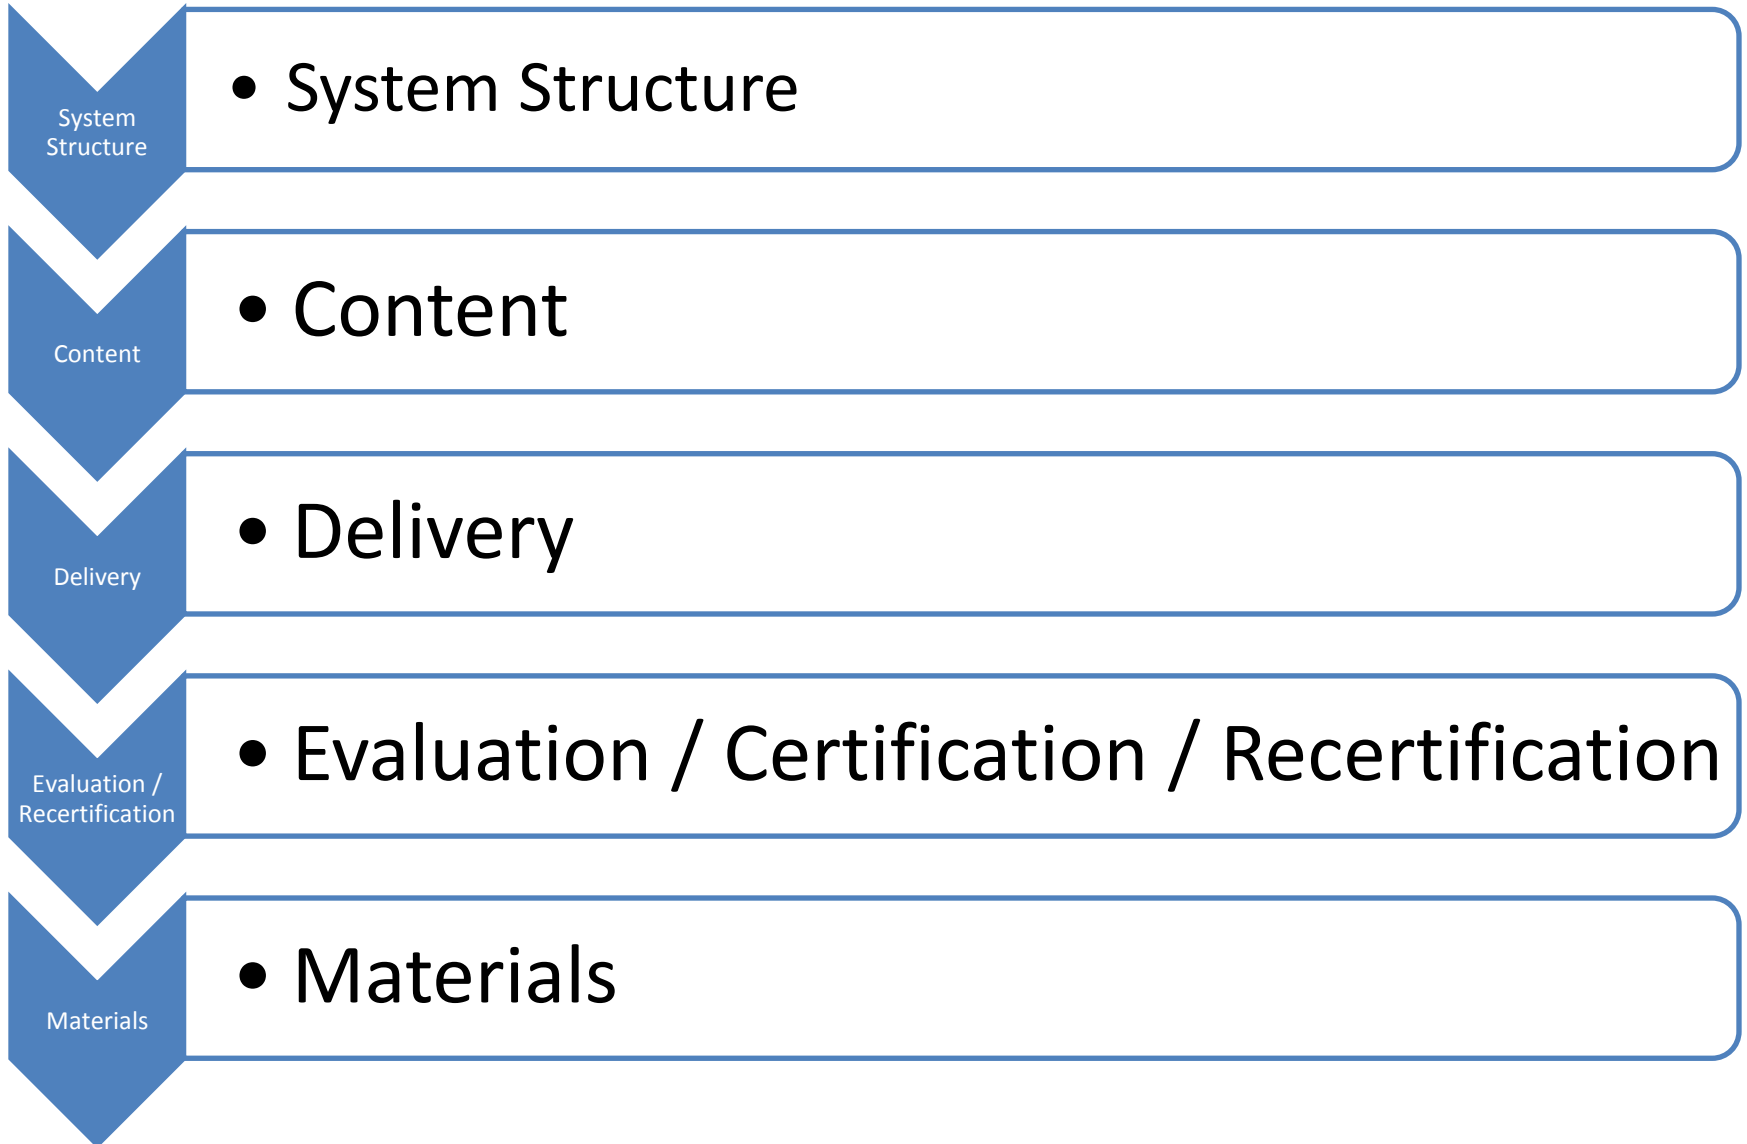 System
Structure
• System Structure
Content
• Content
Delivery
• Delivery
Evaluation /
Recertification
• Evaluation / Certification / Recertification
Materials
• Materials